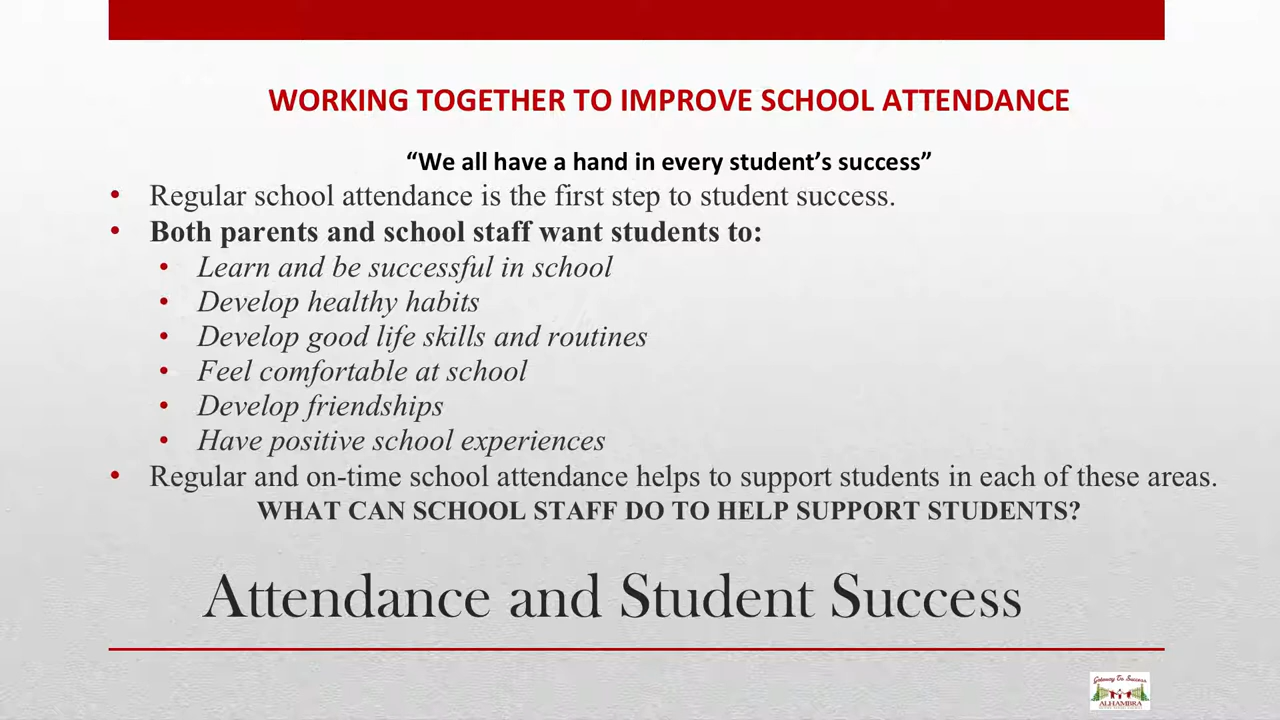 WORKING TOGETHER TO IMPROVE SCHOOL ATTENDANCE
“We all have a hand in every student’s success”
• Regular school attendance is the first step to student success.
• Both parents and school staff want students to:
• Learn and be successful in school
• Develop healthy habits
• Develop good life skills and routines
• Feel comfortable at school
• Develop friendships
• Have positive school experiences
• Regular and on-time school attendance helps to support students in each of these areas.
WHAT CAN SCHOOL STAFF DO TO HELP SUPPORT STUDENTS?
Attendance and Student Success
Gateway To Success
ALHAMBRA